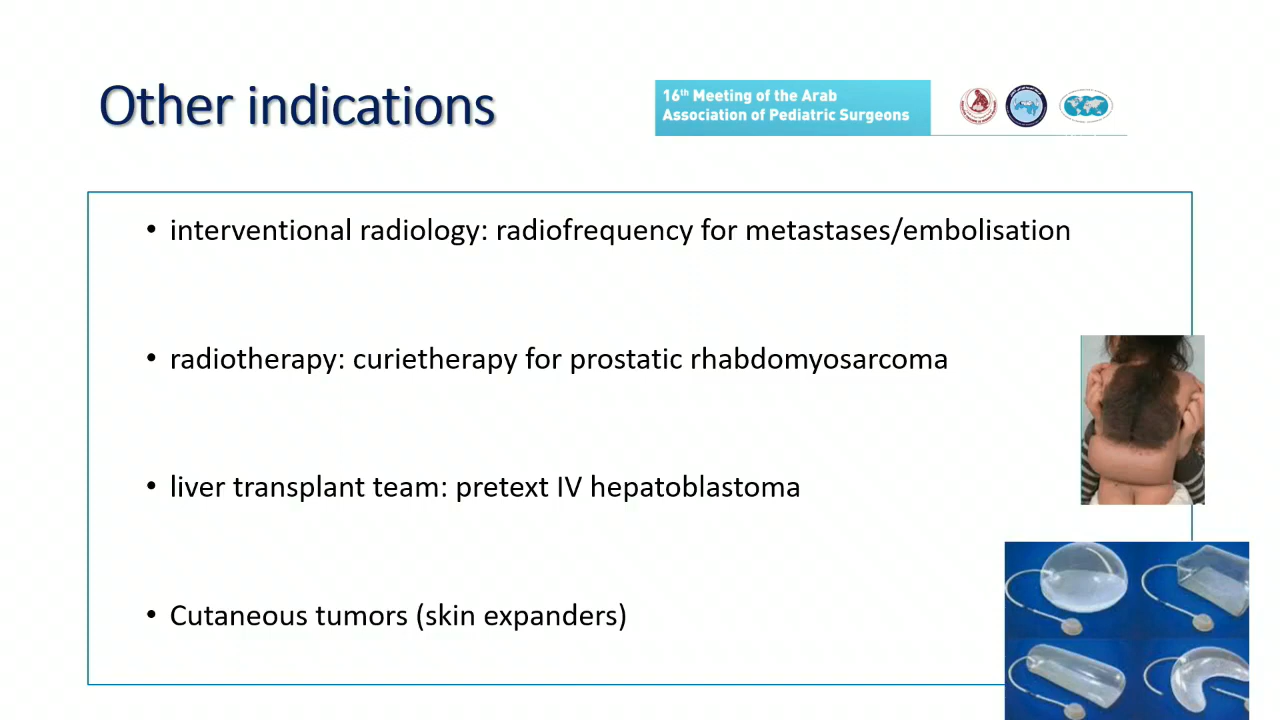 Other indications
16th Meeting of the Arab
Association of Pediatric Surgeons
• interventional radiology: radiofrequency for metastases/embolisation
• radiotherapy: curietherapy for prostatic rhabdomyosarcoma
• liver transplant team: pretext IV hepatoblastoma
• Cutaneous tumors (skin expanders)